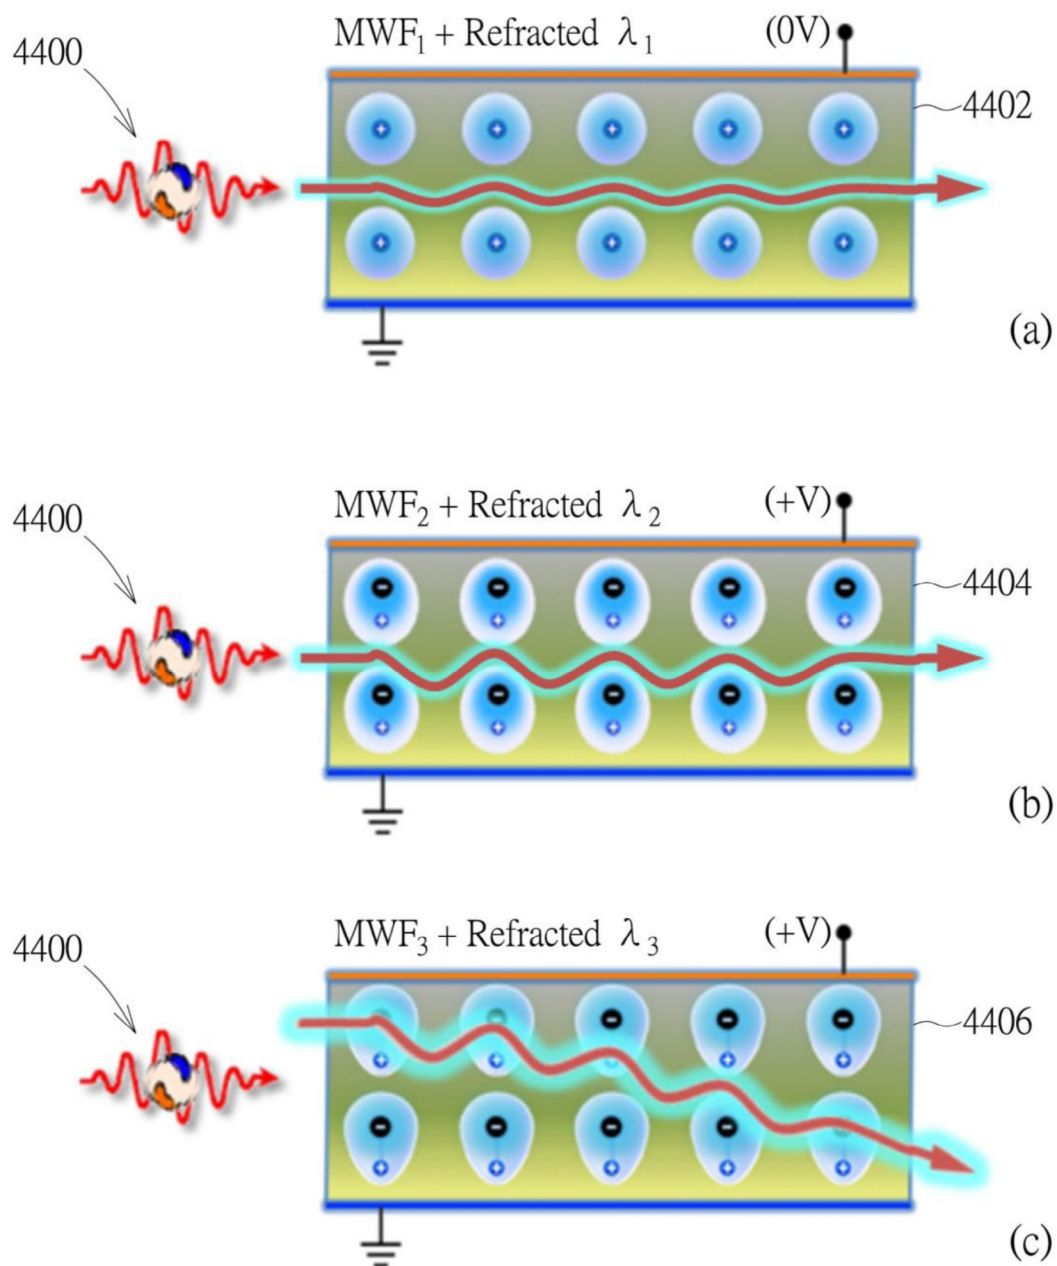 MWF₁ + Refracted λ₁ (0V)
4400
4402
(a)
MWF₂ + Refracted λ₂ (+V)
4400
4404
(b)
MWF₃ + Refracted λ₃ (+V)
4400
4406
(c)